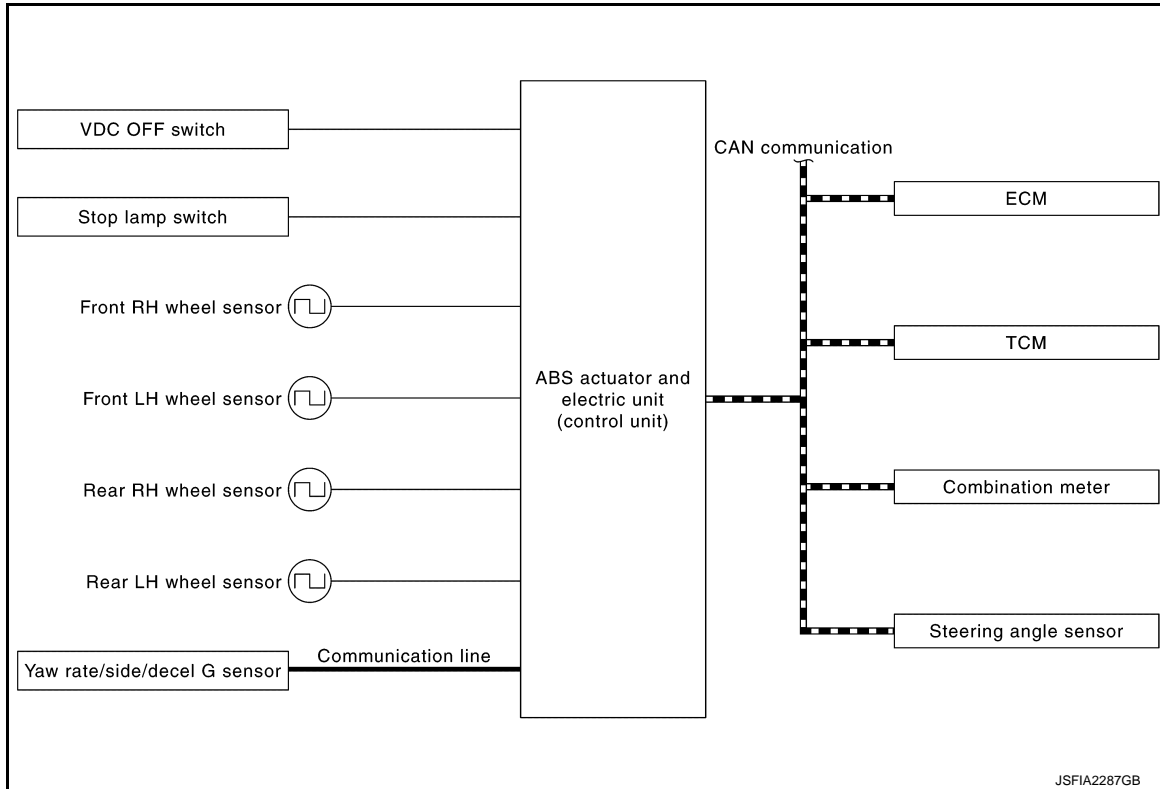 VDC OFF switch
Stop lamp switch
Front RH wheel sensor
Front LH wheel sensor
Rear RH wheel sensor
Rear LH wheel sensor
Yaw rate/side/decel G sensor
Communication line
ABS actuator and
electric unit
(control unit)
CAN communication
ECM
TCM
Combination meter
Steering angle sensor
JSFIA2287GB